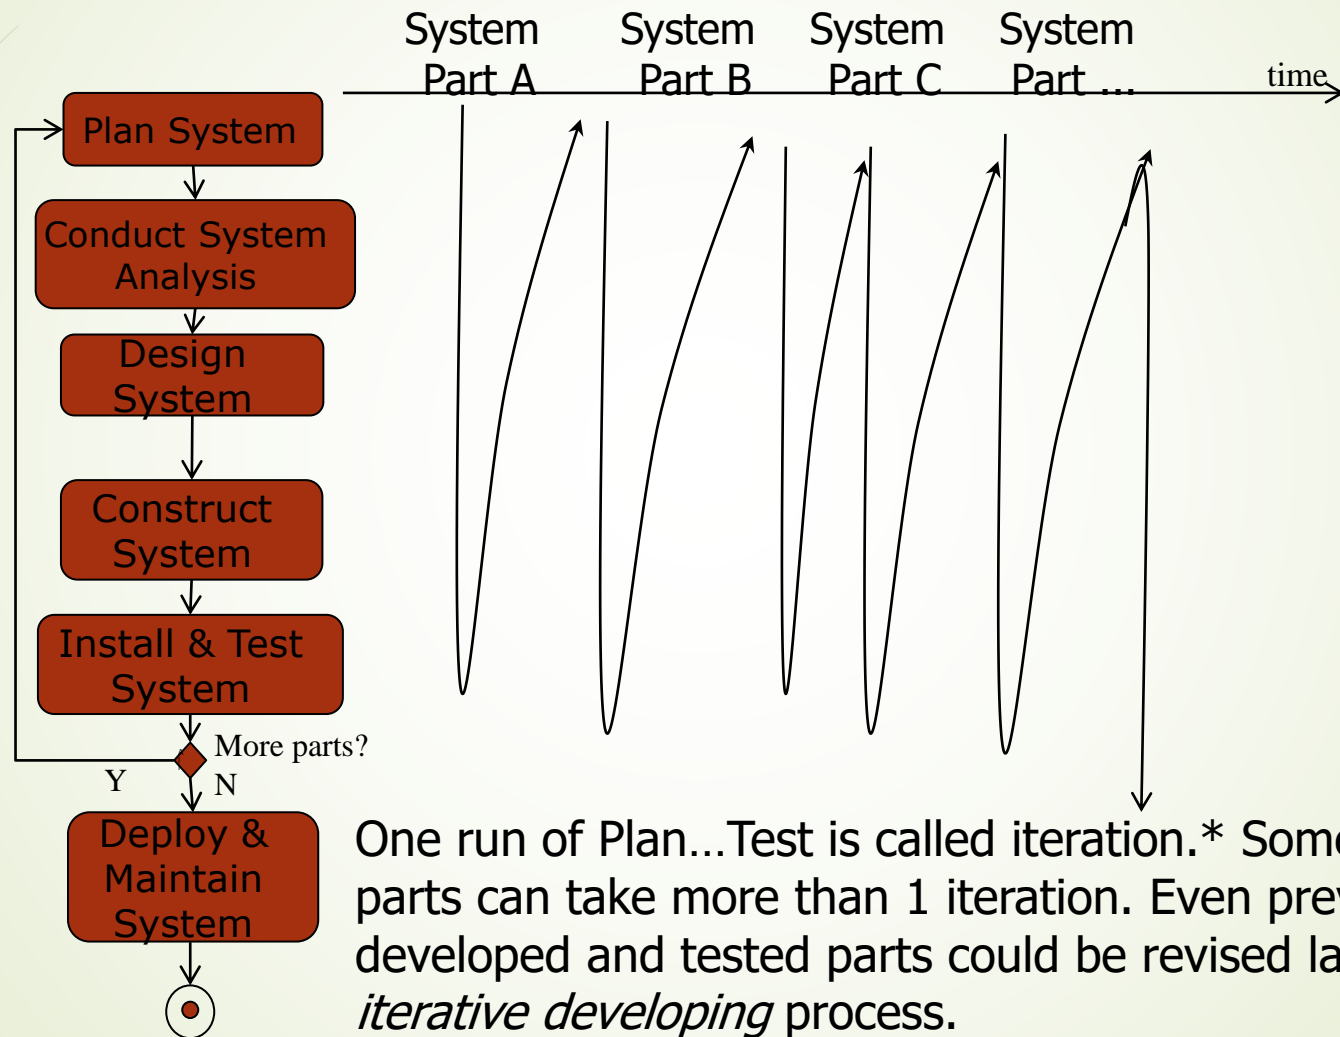 System Part A
System Part B
System Part C
System Part ...
time
Plan System
Conduct System
Analysis
Design
System
Construct
System
Install & Test
System
More parts?
Y
N
Deploy &
Maintain
System
One run of Plan...Test is called iteration.* Some
parts can take more than 1 iteration. Even prev
developed and tested parts could be revised la
iterative developing process.